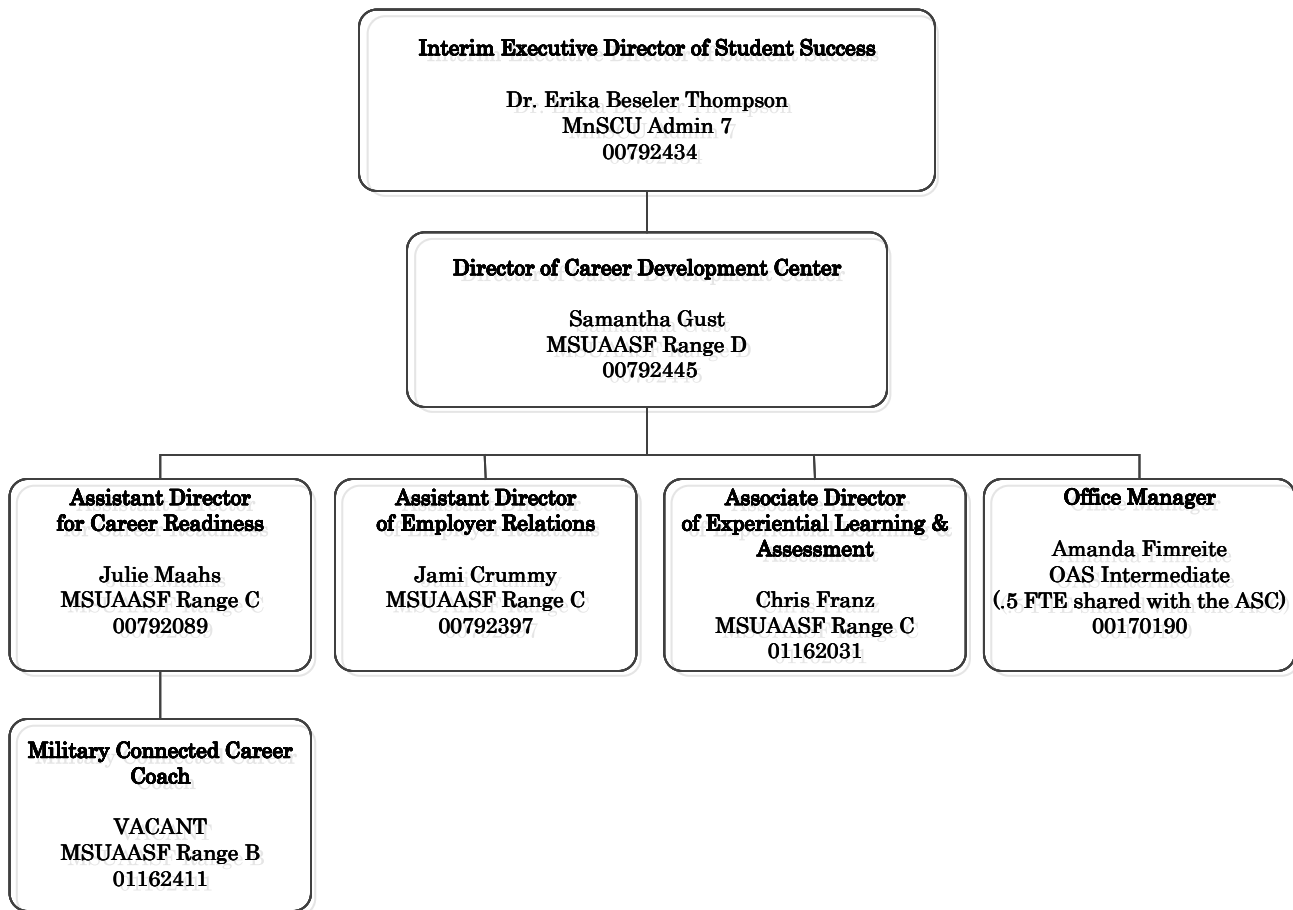 Interim Executive Director of Student Success
Dr. Erika Beseler Thompson
MnSCU Admin 7
00792434
Director of Career Development Center
Samantha Gust
MSUAASF Range D
00792445
Assistant Director
for Career Readiness
Julie Maahs
MSUAASF Range C
00792089
Assistant Director
of Employer Relations
Jami Crummy
MSUAASF Range C
00792397
Associate Director
of Experiential Learning &
Assessment
Chris Franz
MSUAASF Range C
01162031
Office Manager
Amanda Fimreite
OAS Intermediate
(.5 FTE shared with the ASC)
00170190
Military Connected Career
Coach
VACANT
MSUAASF Range B
01162411